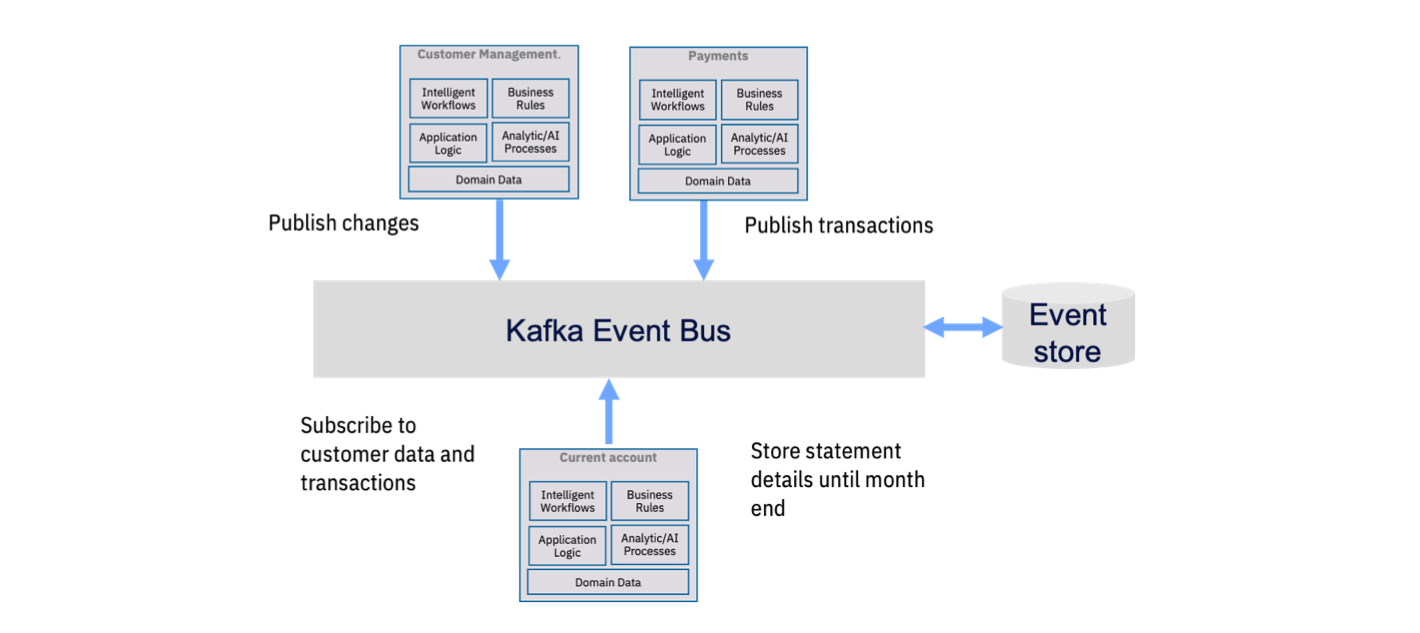 Customer Management.
Intelligent
Workflows
Business
Rules
Application
Logic
Analytic/AI
Processes
Domain Data
Payments
Intelligent
Workflows
Business
Rules
Application
Logic
Analytic/AI
Processes
Domain Data
Publish changes
Publish transactions
Kafka Event Bus
Event
store
Subscribe to
customer data and
transactions
Current account
Intelligent
Workflows
Business
Rules
Application
Logic
Analytic/AI
Processes
Domain Data
Store statement
details until month
end